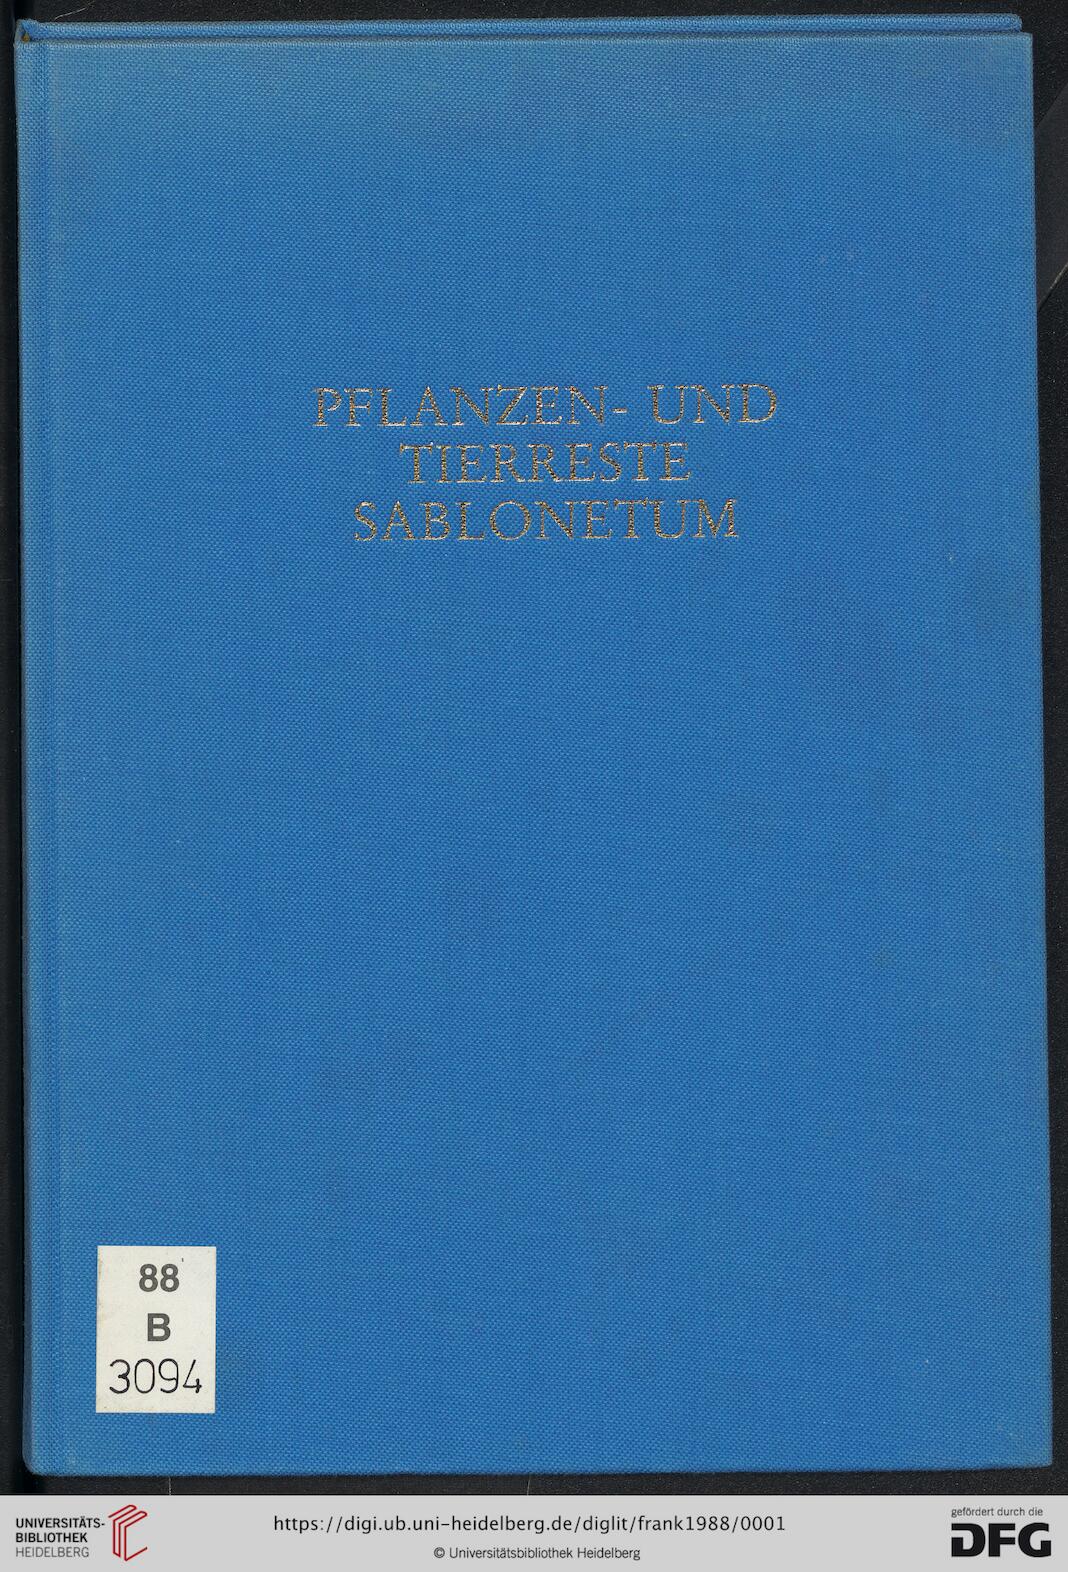 PFLANZEN- UND
TIERRESTE
SABLONETUM
88
B
3094
UNIVERSITÄTS-
BIBLIOTHEK
HEIDELBERG
https://digi.ub.uni-heidelberg.de/diglit/frank1988/0001
© Universitätsbibliothek Heidelberg
gefördert durch die
DFG